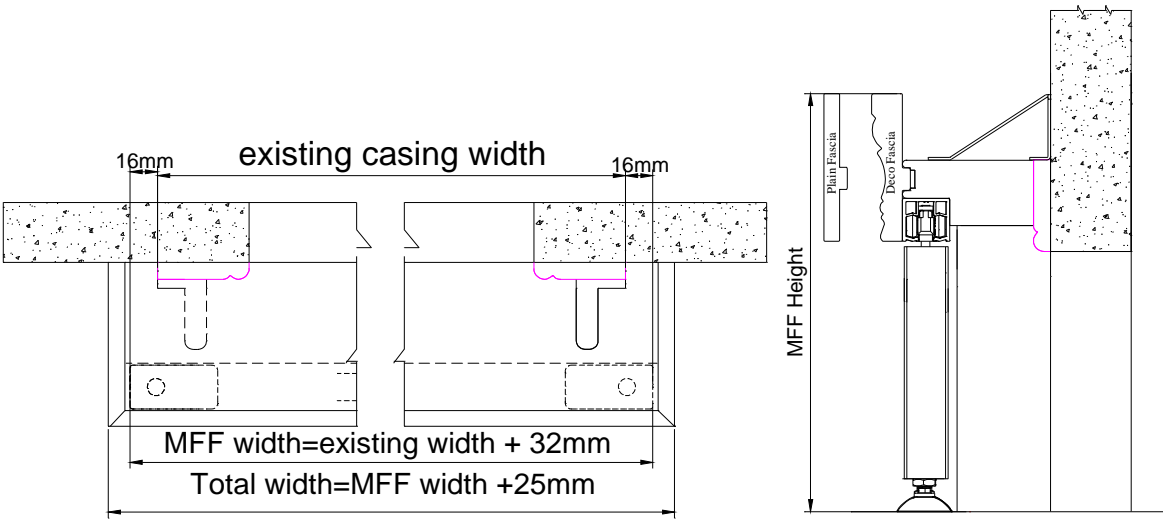 16mm
existing casing width
16mm
MFF width=existing width + 32mm
Total width=MFF width +25mm
MFF Height
Plain Fascia
Deco Fascia